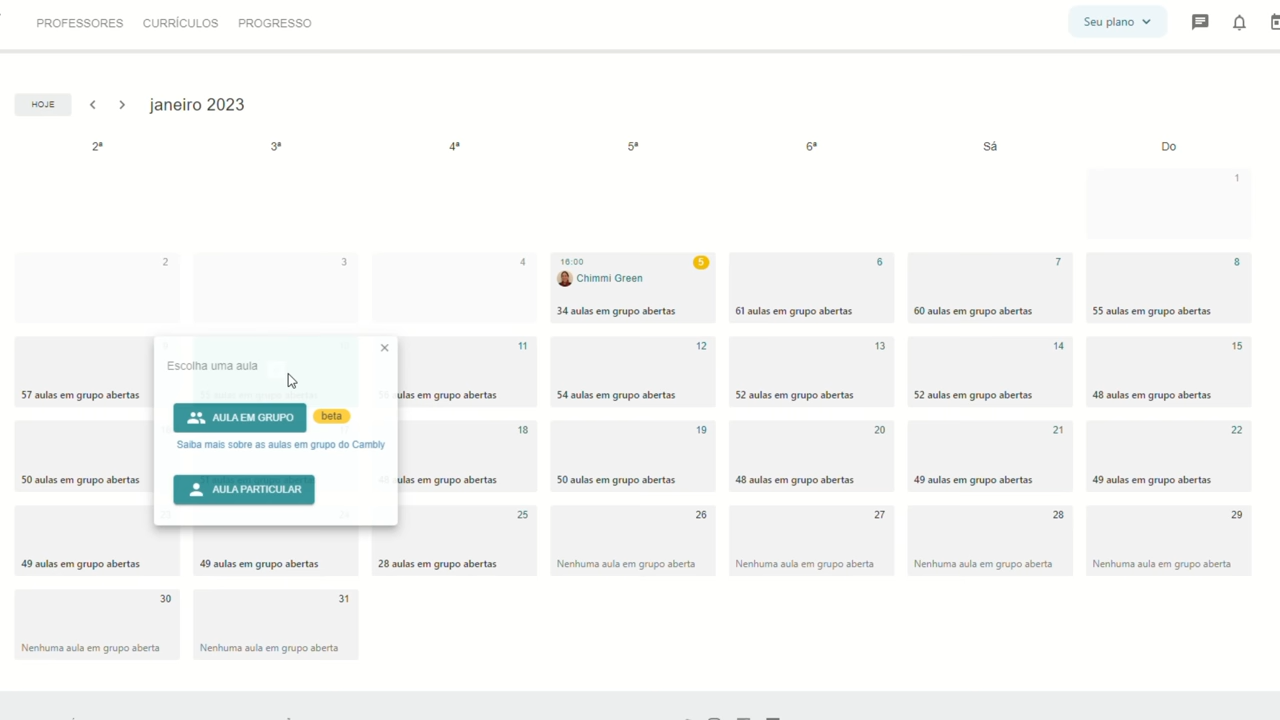 PROFESSORES CURRÍCULOS PROGRESSO Seu plano
HOJE janeiro 2023
2ª 3ª 4ª 5ª 6ª Sá Do
1
2 3 4 5 6 7 8
16:00
Chimmi Green
34 aulas em grupo abertas 61 aulas em grupo abertas 60 aulas em grupo abertas 55 aulas em grupo abertas
11 12 13 14 15
57 aulas em grupo abertas aulas em grupo abertas 54 aulas em grupo abertas 52 aulas em grupo abertas 52 aulas em grupo abertas 48 aulas em grupo abertas
Escolha uma aula
AULA EM GRUPO beta
Saiba mais sobre as aulas em grupo do Cambly
AULA PARTICULAR
18 19 20 21 22
50 aulas em grupo abertas 48 aulas em grupo abertas 50 aulas em grupo abertas 48 aulas em grupo abertas 49 aulas em grupo abertas 49 aulas em grupo abertas
25 26 27 28 29
49 aulas em grupo abertas 49 aulas em grupo abertas 28 aulas em grupo abertas Nenhuma aula em grupo aberta Nenhuma aula em grupo aberta Nenhuma aula em grupo aberta Nenhuma aula em grupo aberta
30 31
Nenhuma aula em grupo aberta Nenhuma aula em grupo aberta